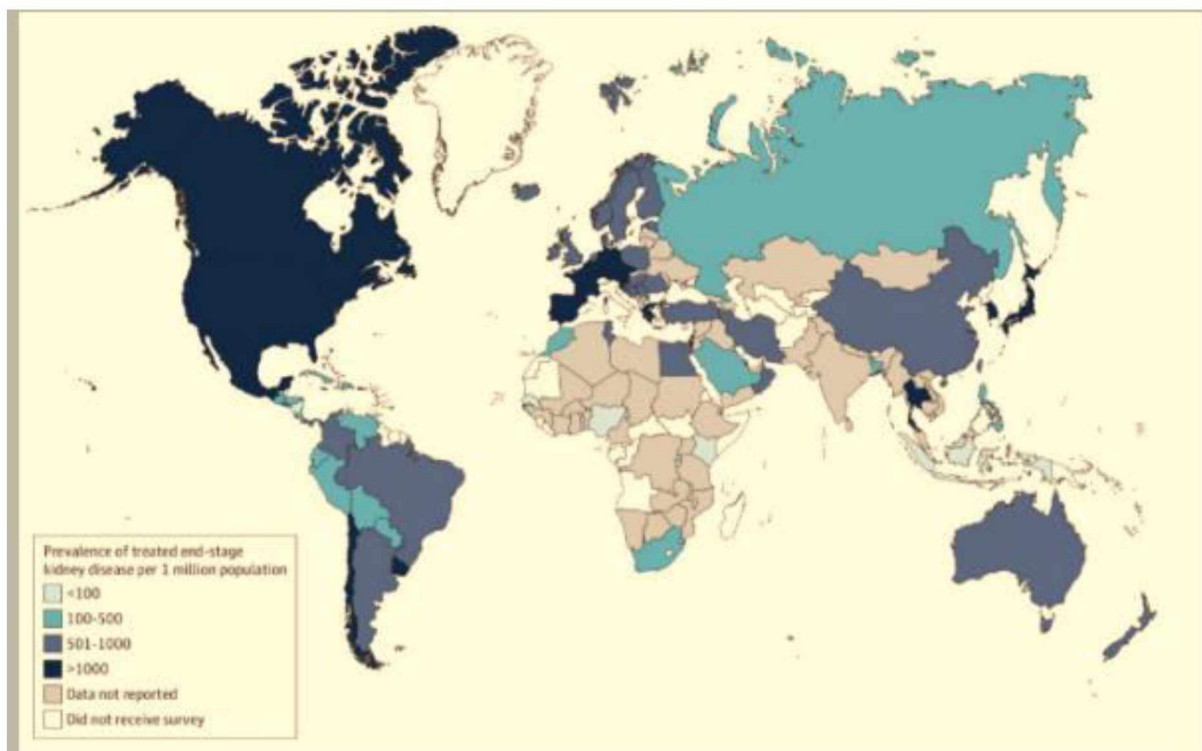 Prevalence of treated end-stage
kidney disease per 1 million population
<100
100-500
501-1000
>1000
Data not reported
Did not receive survey